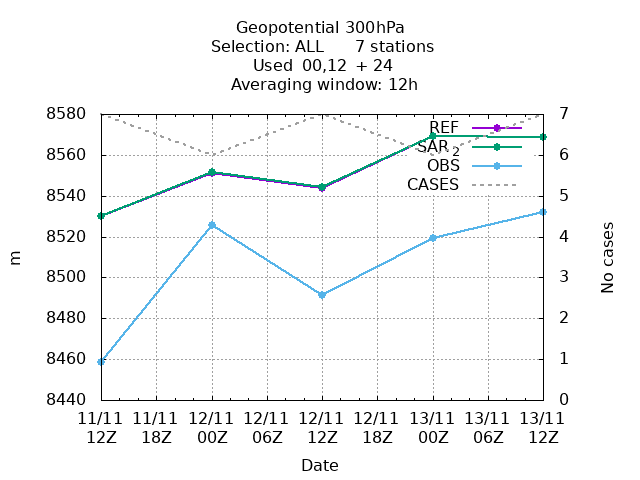 Geopotential 300hPa
Selection: ALL 7 stations
Used 00,12 + 24
Averaging window: 12h
8580 7
REF
SAR 2
8560 6
OBS
CASES
8540 5
8520 4
m
No cases
8500 3
8480 2
8460 1
8440 0
11/11 11/11 12/11 12/11 12/11 12/11 13/11 13/11 13/11
12Z 18Z 00Z 06Z 12Z 18Z 00Z 06Z 12Z
Date